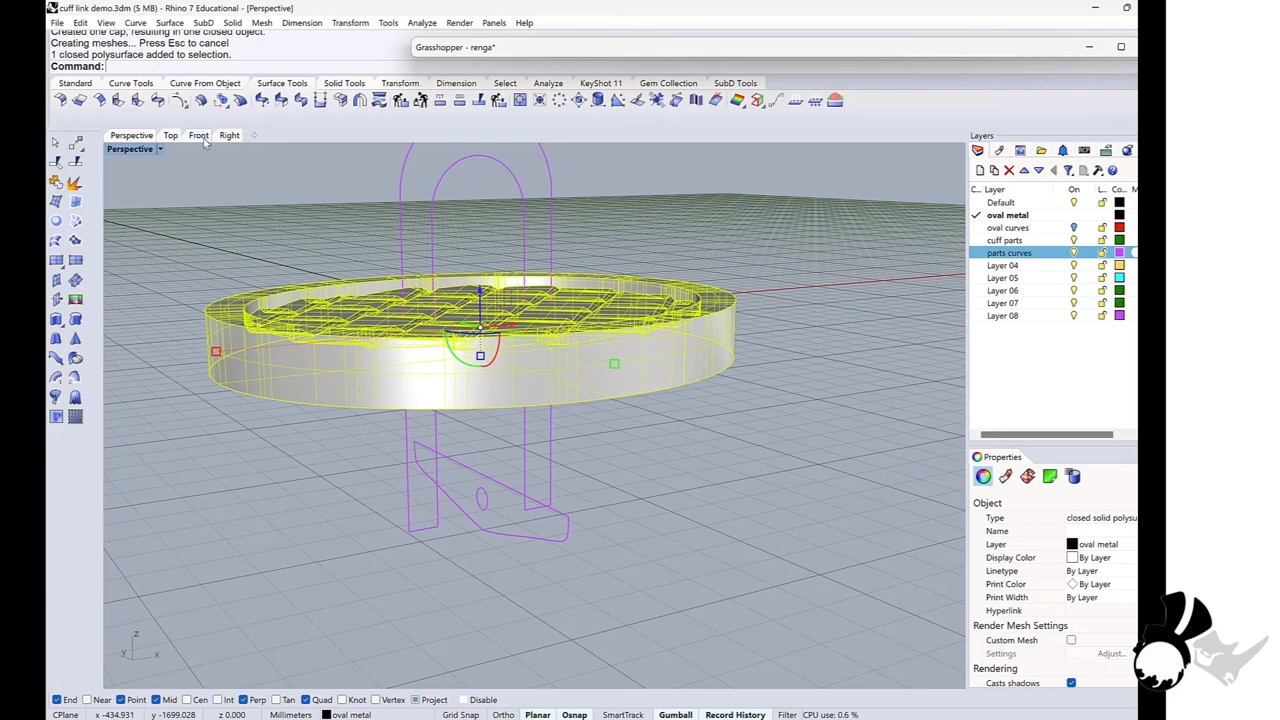 cuff link demo.3dm (5 MB) - Rhino 7 Educational - [Perspective]
File Edit View Curve Surface SubD Solid Mesh Dimension Transform Tools Analyze Render Panels Help
Created one cap, resulting in one closed object.
Creating meshes... Press Esc to cancel
1 closed polysurface added to selection.
Command:
Grasshopper - renga*
Standard Curve Tools Curve From Object Surface Tools Solid Tools Transform Dimension Select Analyze KeyShot 11 Gem Collection SubD Tools
Perspective Top Front Right
Perspective
z
y x
Layers
C... Layer On L... Co... M
Default
oval metal
oval curves
cuff parts
parts curves
Layer 04
Layer 05
Layer 06
Layer 07
Layer 08
Properties
Object
Type closed solid polysu
Name
Layer oval metal
Display Color By Layer
Linetype By Layer
Print Color By Layer
Print Width By Layer
Hyperlink
Render Mesh Settings
Custom Mesh
Settings Adjust...
Rendering
Casts shadows
End Near Point Mid Cen Int Perp Tan Quad Knot Vertex Project Disable
CPlane x -434.931 y -1699.028 z 0.000 Millimeters oval metal Grid Snap Ortho Planar Osnap SmartTrack Gumball Record History Filter CPU use: 0.6 %